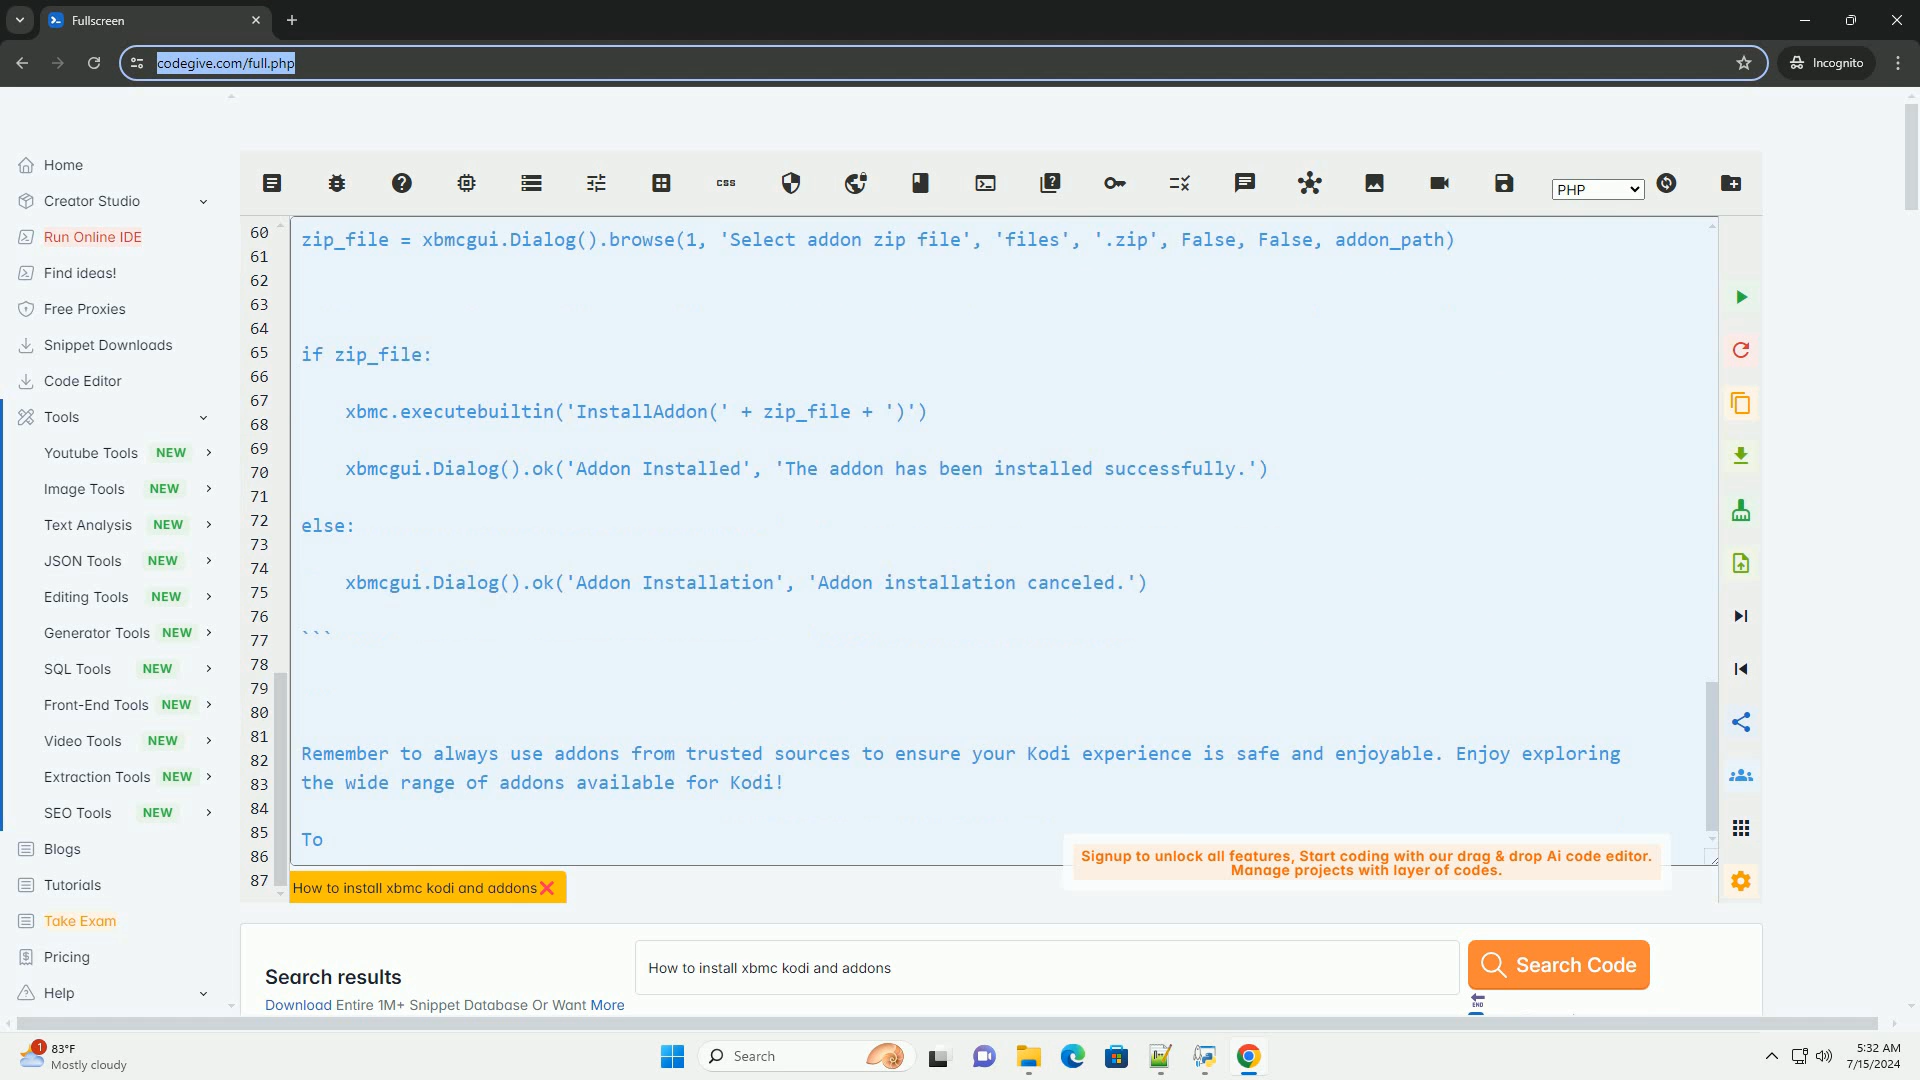 Fullscreen
codegive.com/full.php
Incognito
Home
Creator Studio
Run Online IDE
Find ideas!
Free Proxies
Snippet Downloads
Code Editor
Tools
Youtube Tools NEW
Image Tools NEW
Text Analysis NEW
JSON Tools NEW
Editing Tools NEW
Generator Tools NEW
SQL Tools NEW
Front-End Tools NEW
Video Tools NEW
Extraction Tools NEW
SEO Tools NEW
Blogs
Tutorials
Take Exam
Pricing
Help
CSS
PHP
60
61
62
63
64
65
66
67
68
69
70
71
72
73
74
75
76
77
78
79
80
81
82
83
84
85
86
87
zip_file = xbmcgui.Dialog().browse(1, 'Select addon zip file', 'files', '.zip', False, False, addon_path)
if zip_file:
    xbmc.executebuiltin('InstallAddon(' + zip_file + ')')
    xbmcgui.Dialog().ok('Addon Installed', 'The addon has been installed successfully.')
else:
    xbmcgui.Dialog().ok('Addon Installation', 'Addon installation canceled.')
```
Remember to always use addons from trusted sources to ensure your Kodi experience is safe and enjoyable. Enjoy exploring
the wide range of addons available for Kodi!
To
Signup to unlock all features, Start coding with our drag & drop Ai code editor.
Manage projects with layer of codes.
How to install xbmc kodi and addons
Search results
How to install xbmc kodi and addons
Search Code
Download Entire 1M+ Snippet Database Or Want More
END
1
83°F
Mostly cloudy
Search
5:32 AM
7/15/2024